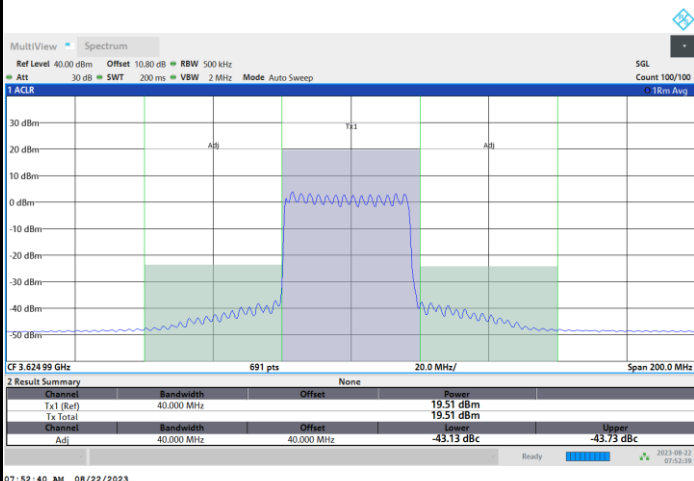 MultiView Spectrum
Ref Level 40.00 dBm Offset 10.80 dB RBW 500 kHz SGL
Att 30 dB SWT 200 ms VBW 2 MHz Mode Auto Sweep Count 100/100
1 ACLR 1Rm Avg
30 dBm
Tx1
20 dBm
Adj Adj
10 dBm
0 dBm
-10 dBm
-20 dBm
-30 dBm
-40 dBm
-50 dBm
CF 3.624 99 GHz 691 pts 20.0 MHz/ Span 200.0 MHz
2 Result Summary None
Channel Bandwidth Offset Power
Tx1 (Ref) 40.000 MHz 19.51 dBm
Tx Total 19.51 dBm
Channel Bandwidth Offset Lower Upper
Adj 40.000 MHz 40.000 MHz -43.13 dBc -43.73 dBc
Ready 2023-08-22
07:52:39
07:52:40 AM 08/22/2023